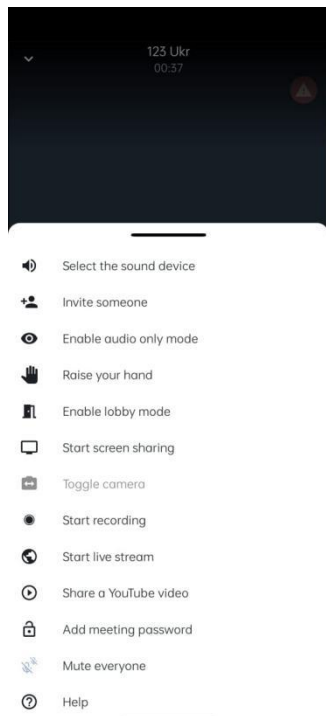 123 Ukr
00:37
Select the sound device
Invite someone
Enable audio only mode
Raise your hand
Enable lobby mode
Start screen sharing
Toggle camera
Start recording
Start live stream
Share a YouTube video
Add meeting password
Mute everyone
Help